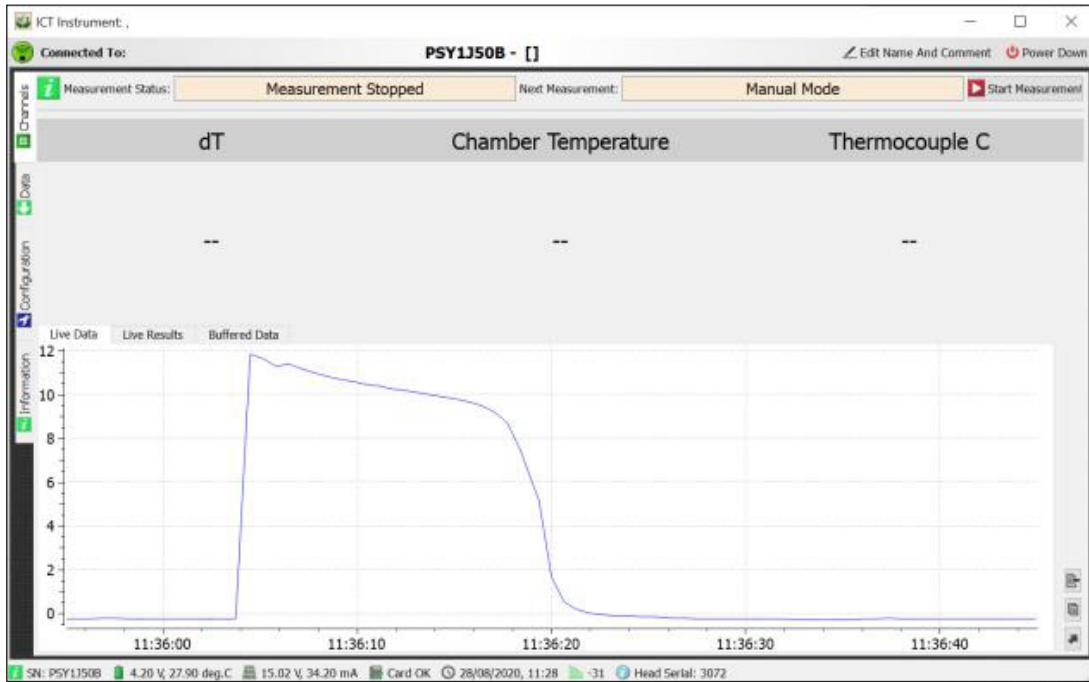 ICT Instrument: ,
Connected To: PSY1J50B - [] Edit Name And Comment Power Down
Measurement Status: Measurement Stopped Next Measurement: Manual Mode Start Measurement
dT Chamber Temperature Thermocouple C
-- -- --
Channels
Data
Configuration
Information
Live Data Live Results Buffered Data
12
10
8
6
4
2
0
11:36:00 11:36:10 11:36:20 11:36:30 11:36:40
SN: PSY1J50B 4.20 V, 27.90 deg.C 15.02 V, 34.20 mA Card OK 28/08/2020, 11:28 -31 Head Serial: 3072